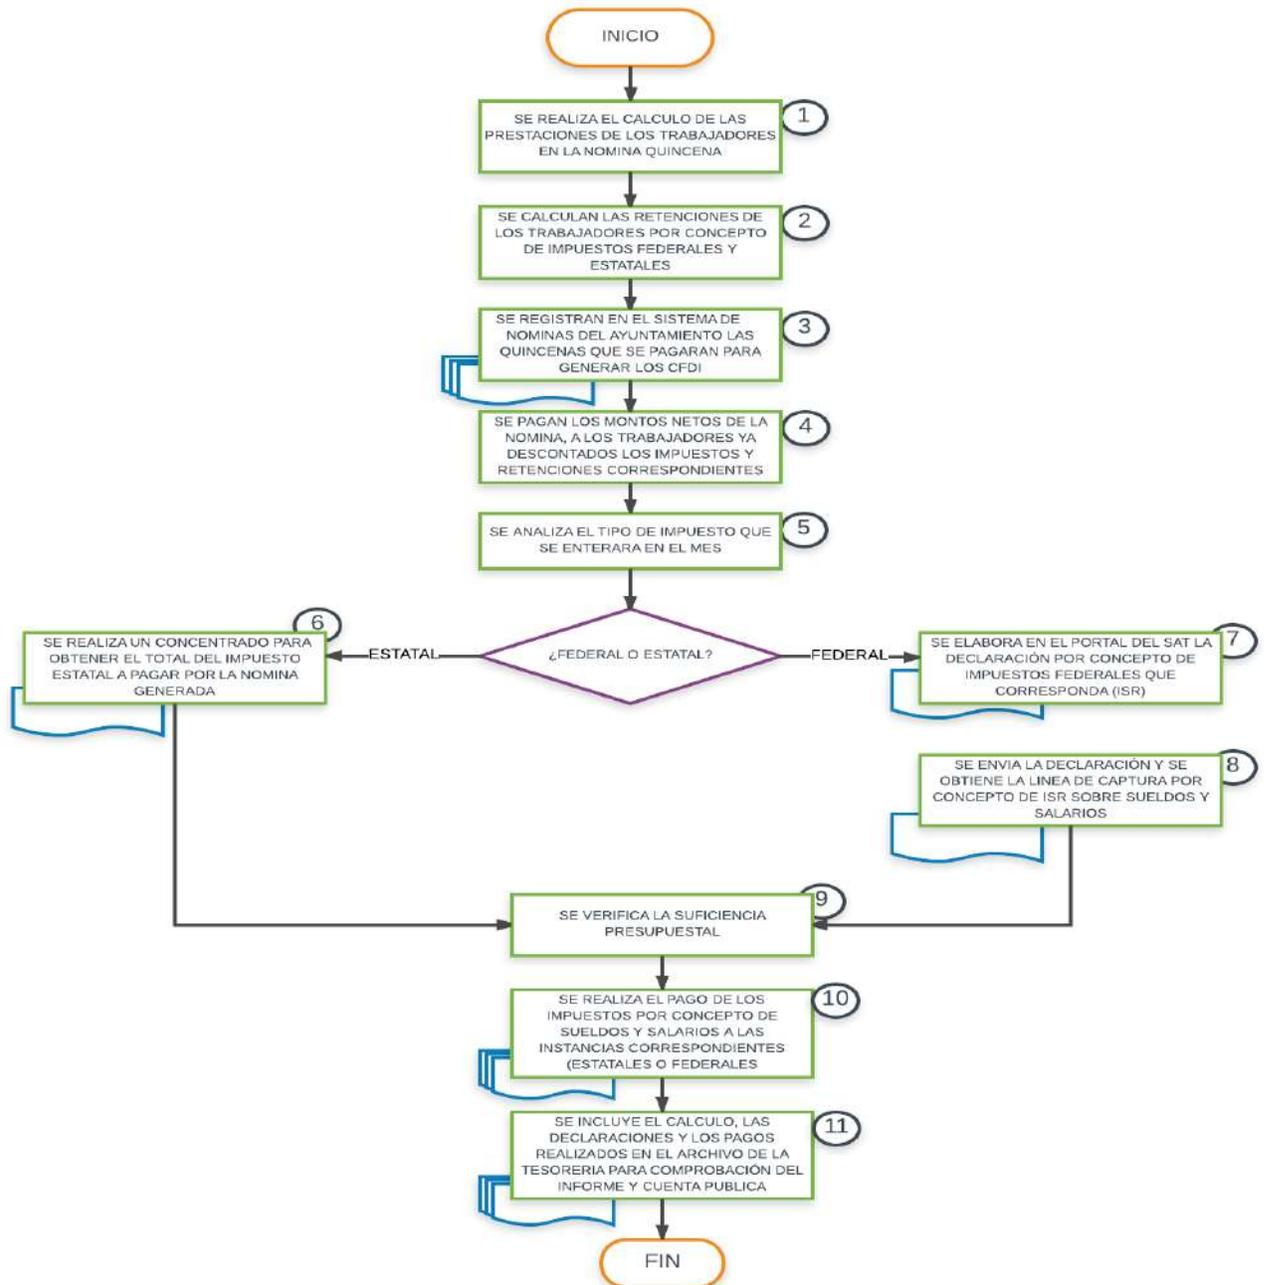 INICIO
1
SE REALIZA EL CALCULO DE LAS
PRESTACIONES DE LOS TRABAJADORES
EN LA NOMINA QUINCENA
2
SE CALCULAN LAS RETENCIONES DE
LOS TRABAJADORES POR CONCEPTO
DE IMPUESTOS FEDERALES Y
ESTATALES
3
SE REGISTRAN EN EL SISTEMA DE
NOMINAS DEL AYUNTAMIENTO LAS
QUINCENAS QUE SE PAGARAN PARA
GENERAR LOS CFDI
4
SE PAGAN LOS MONTOS NETOS DE LA
NOMINA, A LOS TRABAJADORES YA
DESCONTADOS LOS IMPUESTOS Y
RETENCIONES CORRESPONDIENTES
5
SE ANALIZA EL TIPO DE IMPUESTO QUE
SE ENTERARA EN EL MES
¿FEDERAL O ESTATAL?
ESTATAL
FEDERAL
6
SE REALIZA UN CONCENTRADO PARA
OBTENER EL TOTAL DEL IMPUESTO
ESTATAL A PAGAR POR LA NOMINA
GENERADA
7
SE ELABORA EN EL PORTAL DEL SAT LA
DECLARACIÓN POR CONCEPTO DE
IMPUESTOS FEDERALES QUE
CORRESPONDA (ISR)
8
SE ENVIA LA DECLARACIÓN Y SE
OBTIENE LA LINEA DE CAPTURA POR
CONCEPTO DE ISR SOBRE SUELDOS Y
SALARIOS
9
SE VERIFICA LA SUFICIENCIA
PRESUPUESTAL
10
SE REALIZA EL PAGO DE LOS
IMPUESTOS POR CONCEPTO DE
SUELDOS Y SALARIOS A LAS
INSTANCIAS CORRESPONDIENTES
(ESTATALES O FEDERALES
11
SE INCLUYE EL CALCULO, LAS
DECLARACIONES Y LOS PAGOS
REALIZADOS EN EL ARCHIVO DE LA
TESORERIA PARA COMPROBACIÓN DEL
INFORME Y CUENTA PUBLICA
FIN